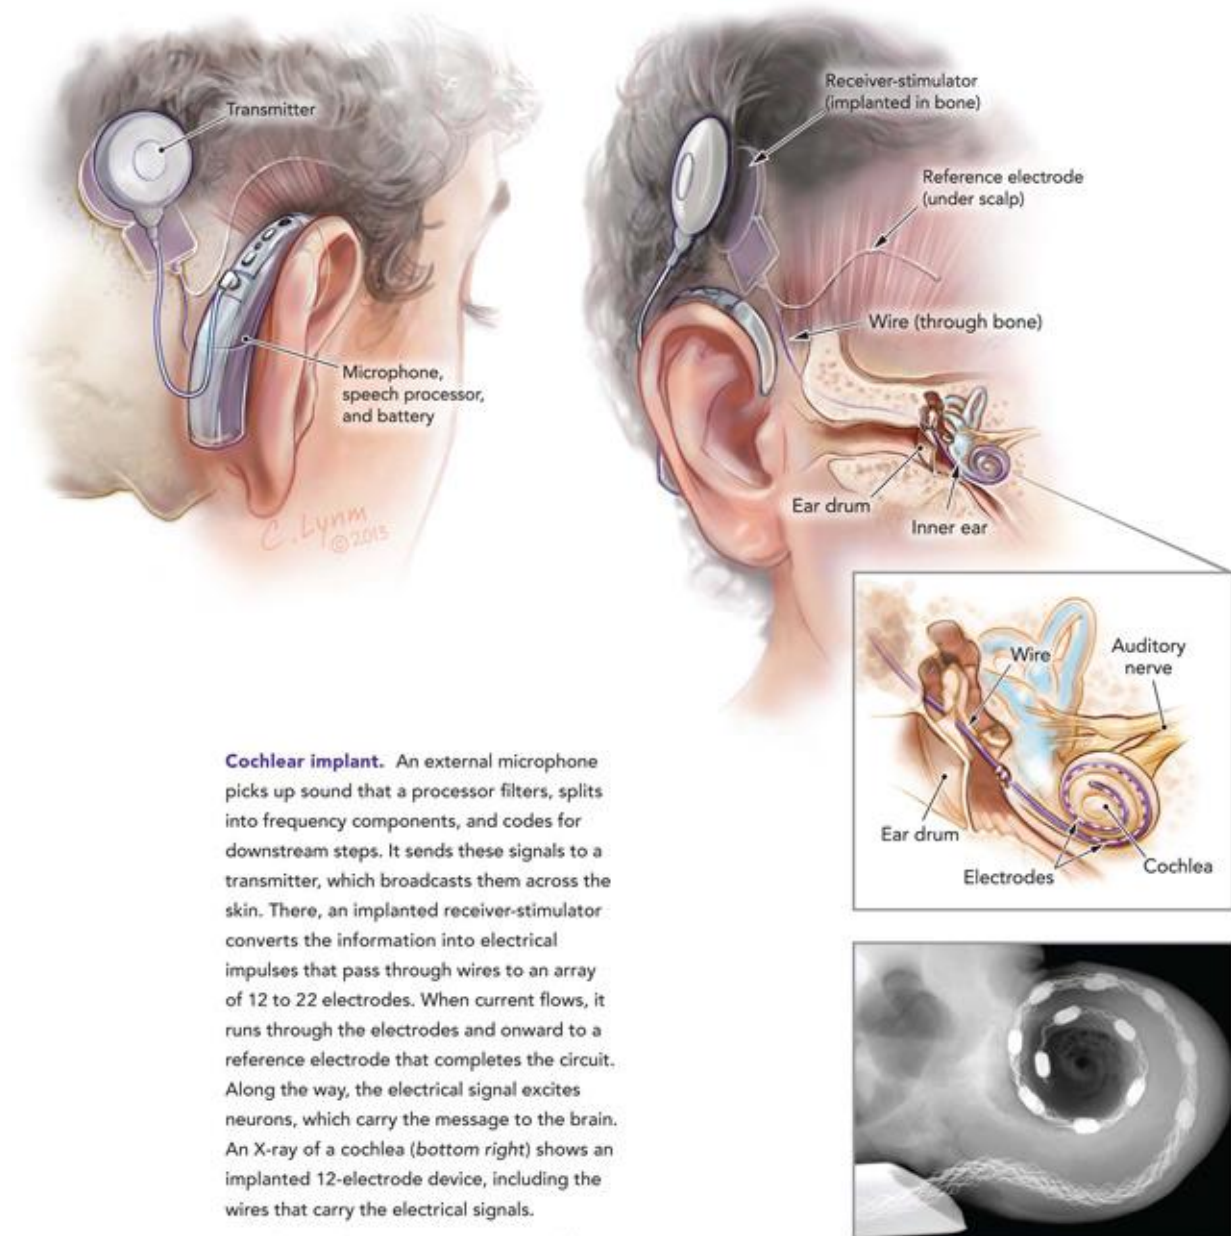 Transmitter
Microphone,
speech processor,
and battery
C. Lynm
©2013
Receiver-stimulator
(implanted in bone)
Reference electrode
(under scalp)
Wire (through bone)
Ear drum
Inner ear
Wire
Auditory
nerve
Ear drum
Electrodes
Cochlea
Cochlear implant. An external microphone
picks up sound that a processor filters, splits
into frequency components, and codes for
downstream steps. It sends these signals to a
transmitter, which broadcasts them across the
skin. There, an implanted receiver-stimulator
converts the information into electrical
impulses that pass through wires to an array
of 12 to 22 electrodes. When current flows, it
runs through the electrodes and onward to a
reference electrode that completes the circuit.
Along the way, the electrical signal excites
neurons, which carry the message to the brain.
An X-ray of a cochlea (bottom right) shows an
implanted 12-electrode device, including the
wires that carry the electrical signals.